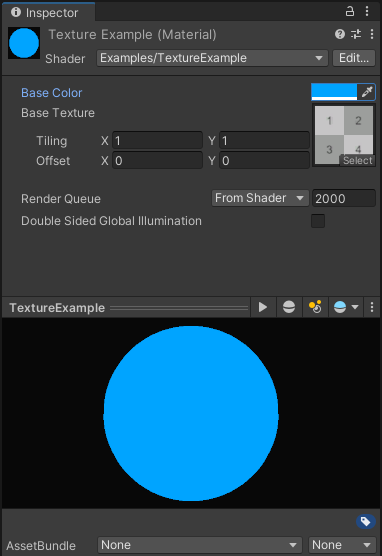 Inspector
Texture Example (Material)
Shader Examples/TextureExample Edit...
Base Color
Base Texture
1 2
3 4
Tiling X 1 Y 1
Offset X 0 Y 0
Select
Render Queue From Shader 2000
Double Sided Global Illumination
TextureExample
AssetBundle None None